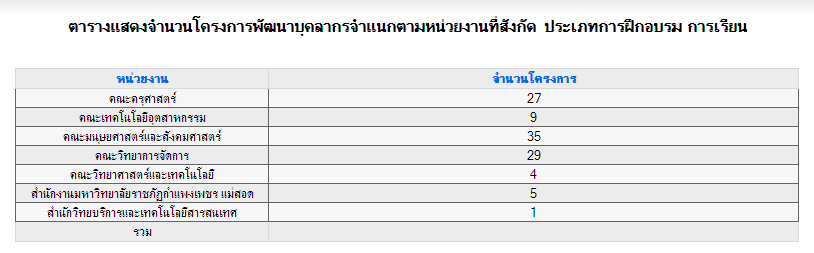 ตารางแสดงจำนวนโครงการพัฒนาบุคลากรจำแนกตามหน่วยงานที่สังกัด ประเภทการฝึกอบรม การเรียน
หน่วยงาน จำนวนโครงการ
คณะครุศาสตร์ 27
คณะเทคโนโลยีอุตสาหกรรม 9
คณะมนุษยศาสตร์และสังคมศาสตร์ 35
คณะวิทยาการจัดการ 29
คณะวิทยาศาสตร์และเทคโนโลยี 4
สำนักงานมหาวิทยาลัยราชภัฏกำแพงเพชร แม่สอด 5
สำนักวิทยบริการและเทคโนโลยีสารสนเทศ 1
รวม